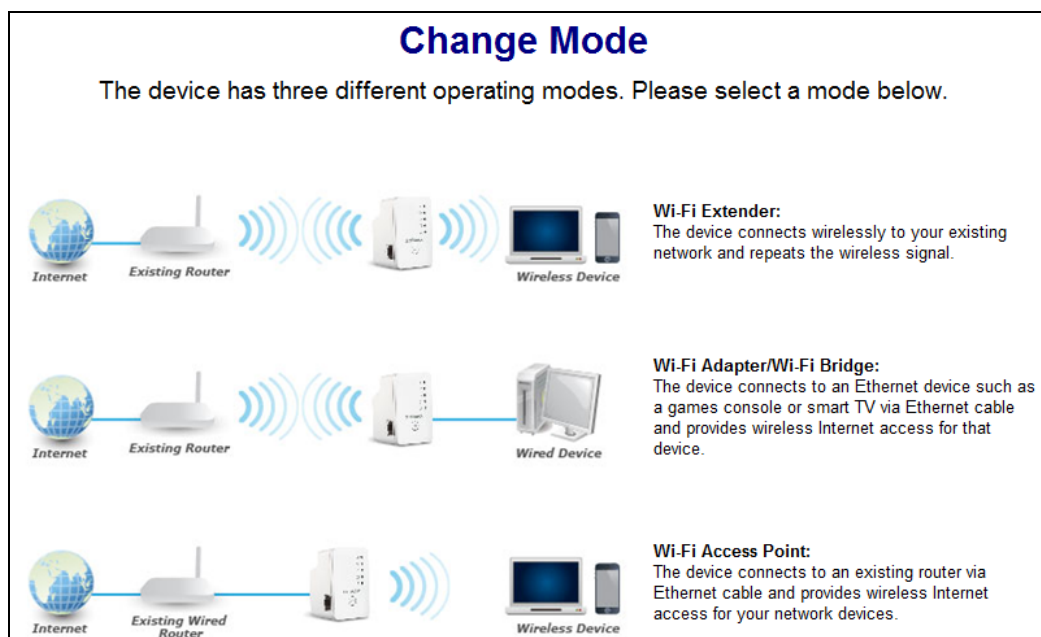 Change Mode
The device has three different operating modes. Please select a mode below.
Internet
Existing Router
Wireless Device
Wi-Fi Extender:
The device connects wirelessly to your existing
network and repeats the wireless signal.
Internet
Existing Router
Wired Device
Wi-Fi Adapter/Wi-Fi Bridge:
The device connects to an Ethernet device such as
a games console or smart TV via Ethernet cable
and provides wireless Internet access for that
device.
Internet
Existing Wired
Router
Wireless Device
Wi-Fi Access Point:
The device connects to an existing router via
Ethernet cable and provides wireless Internet
access for your network devices.